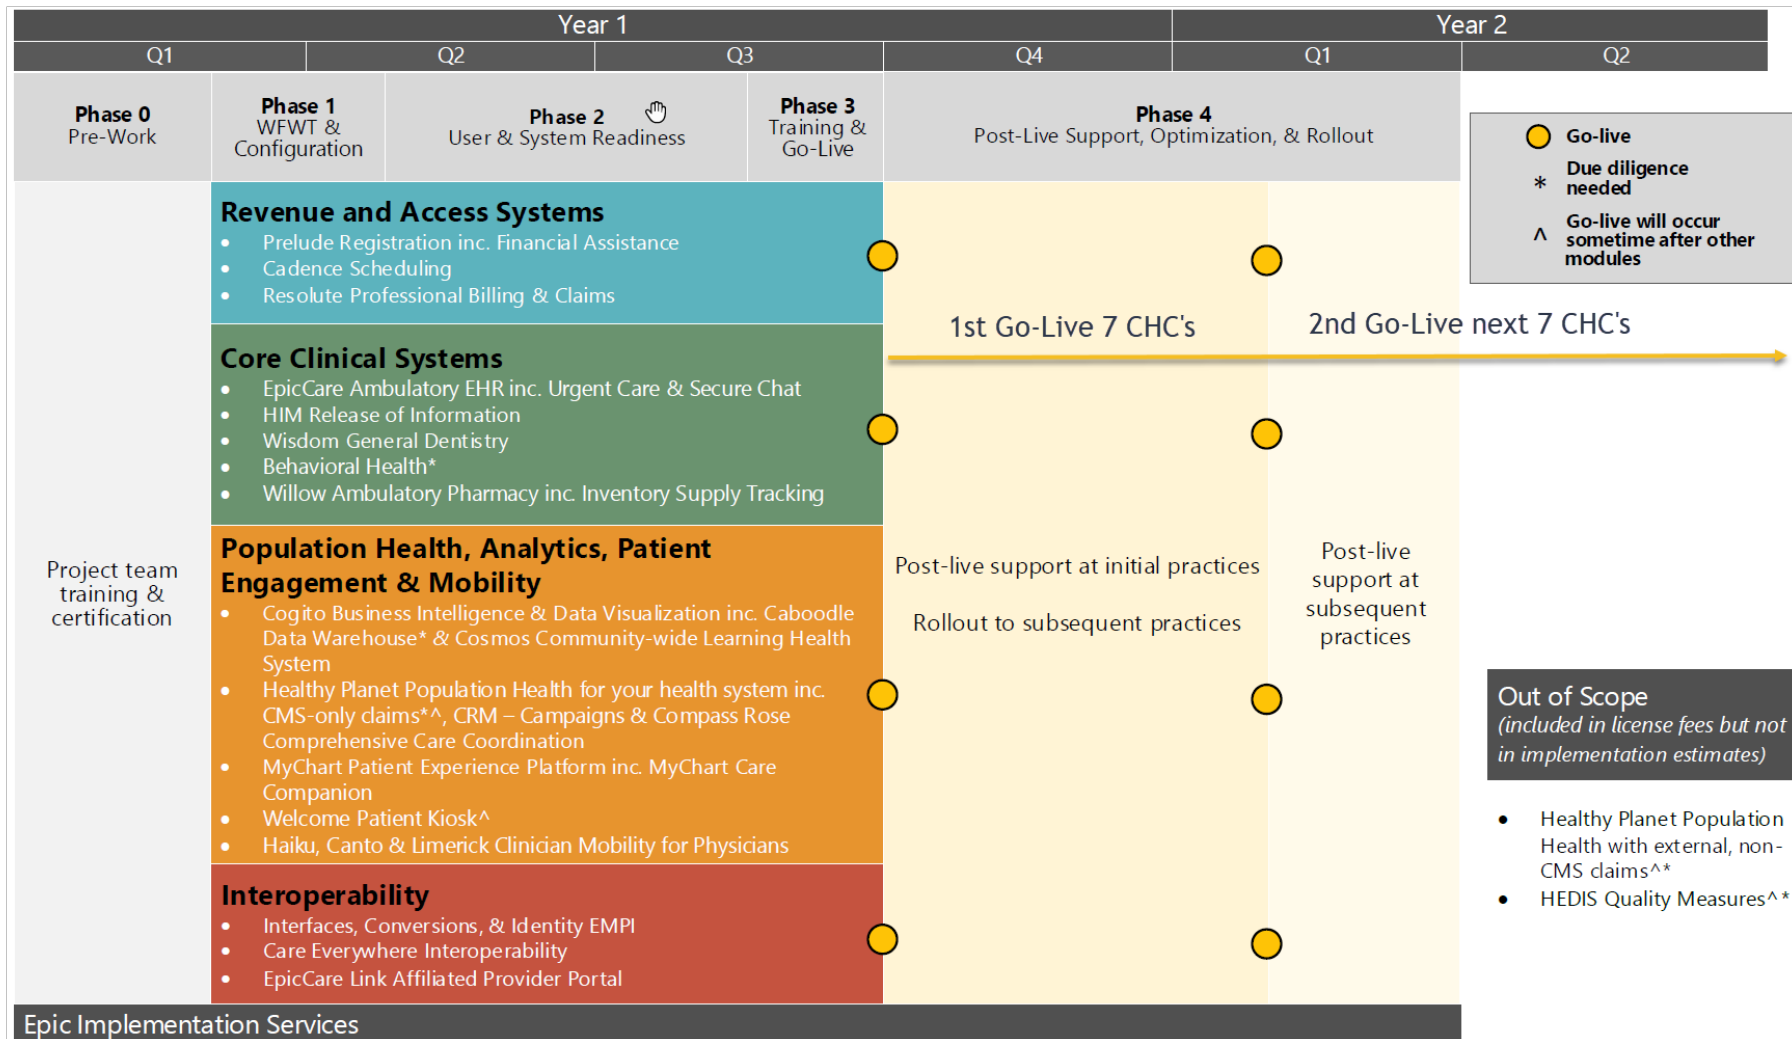 Year 1
Year 2
Q1
Q2
Q3
Q4
Q1
Q2
Phase 0
Pre-Work
Phase 1
WFWT &
Configuration
Phase 2
User & System Readiness
Phase 3
Training &
Go-Live
Phase 4
Post-Live Support, Optimization, & Rollout
Go-live
* Due diligence
needed
^ Go-live will occur
sometime after other
modules
Project team
training &
certification
Revenue and Access Systems
• Prelude Registration inc. Financial Assistance
• Cadence Scheduling
• Resolute Professional Billing & Claims
Core Clinical Systems
• EpicCare Ambulatory EHR inc. Urgent Care & Secure Chat
• HIM Release of Information
• Wisdom General Dentistry
• Behavioral Health*
• Willow Ambulatory Pharmacy inc. Inventory Supply Tracking
Population Health, Analytics, Patient
Engagement & Mobility
• Cogito Business Intelligence & Data Visualization inc. Caboodle
Data Warehouse* & Cosmos Community-wide Learning Health
System
• Healthy Planet Population Health for your health system inc.
CMS-only claims*^, CRM – Campaigns & Compass Rose
Comprehensive Care Coordination
• MyChart Patient Experience Platform inc. MyChart Care
Companion
• Welcome Patient Kiosk^
• Haiku, Canto & Limerick Clinician Mobility for Physicians
Interoperability
• Interfaces, Conversions, & Identity EMPI
• Care Everywhere Interoperability
• EpicCare Link Affiliated Provider Portal
1st Go-Live 7 CHC's
2nd Go-Live next 7 CHC's
Post-live support at initial practices
Rollout to subsequent practices
Post-live
support at
subsequent
practices
Out of Scope
(included in license fees but not
in implementation estimates)
• Healthy Planet Population
Health with external, non-
CMS claims^*
• HEDIS Quality Measures^*
Epic Implementation Services